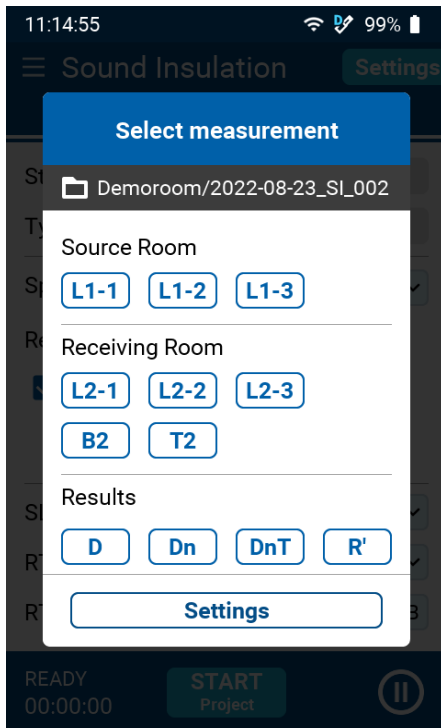 11:14:55 99%
Sound Insulation Settings
Select measurement
Demoroom/2022-08-23_SI_002
Source Room
L1-1 L1-2 L1-3
Receiving Room
L2-1 L2-2 L2-3
B2 T2
Results
D Dn DnT R'
Settings
READY START
00:00:00 Project